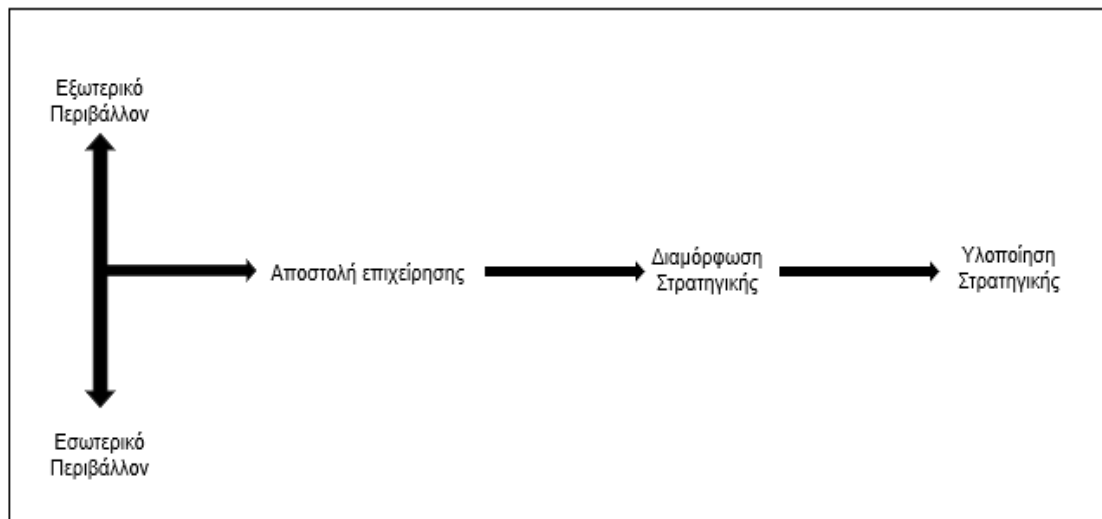 Εξωτερικό
Περιβάλλον
Αποστολή επιχείρησης
Διαμόρφωση
Στρατηγικής
Υλοποίηση
Στρατηγικής
Εσωτερικό
Περιβάλλον